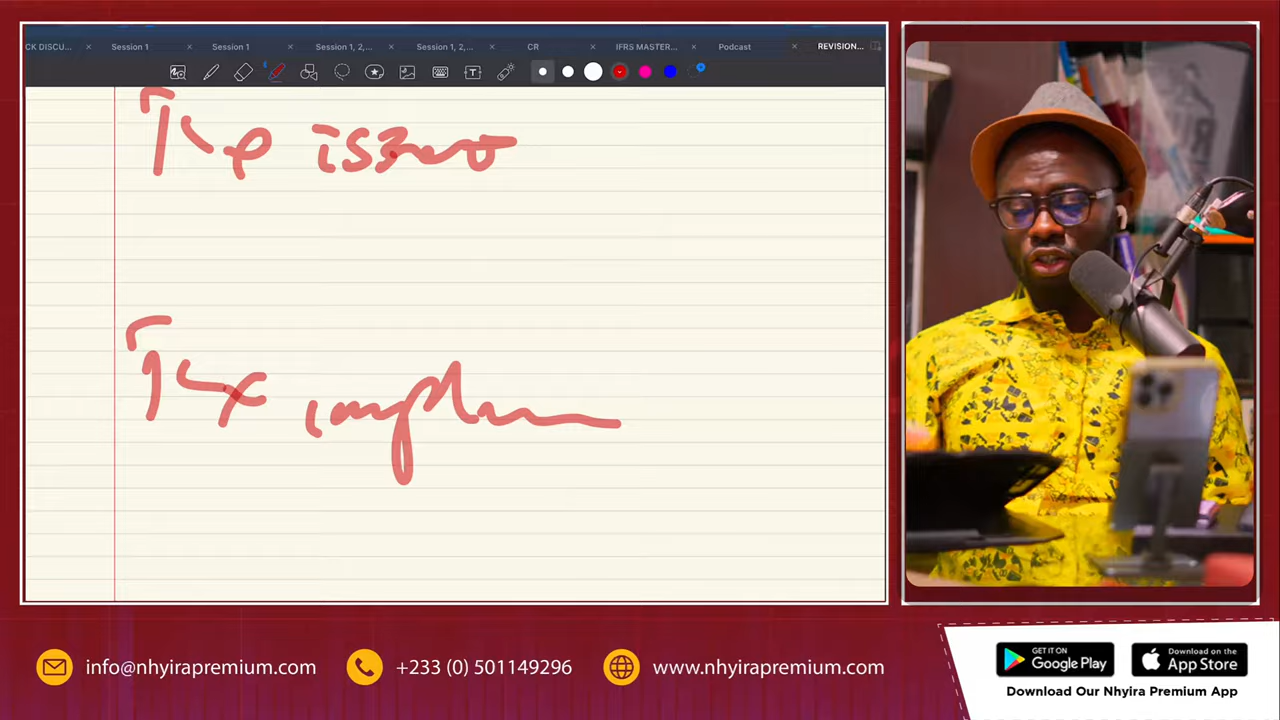 CK DISCU...
Session 1
Session 1
Session 1, 2,...
Session 1, 2,...
CR
IFRS MASTER...
Podcast
REVISION...
The issuer
The
info@nhyirapremium.com
+233 (0) 501149296
www.nhyirapremium.com
GET IT ON
Google Play
Download on the
App Store
Download Our Nhyira Premium App